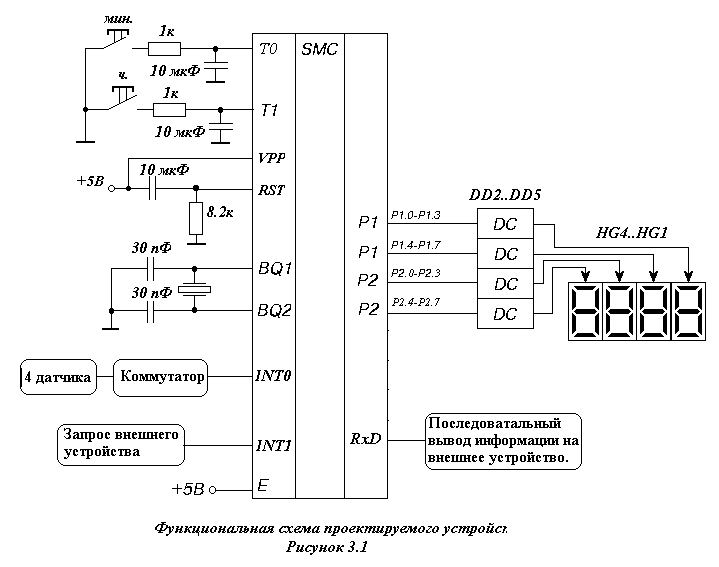 мин.
1к
10 мкФ
T0
SMC
ч.
1к
10 мкФ
T1
VPP
+5В
10 мкФ
RST
8.2к
DD2..DD5
P1
P1.0-P1.3
DC
HG4..HG1
P1
P1.4-P1.7
DC
30 пФ
BQ1
P2
P2.0-P2.3
DC
30 пФ
BQ2
P2
P2.4-P2.7
DC
4 датчика
Коммутатор
INT0
Запрос внешнего
устройства
INT1
RxD
Последоватальный
вывод информации на
внешнее устройство.
+5В
E
Функциональная схема проектируемого устройст
Рисунок 3.1